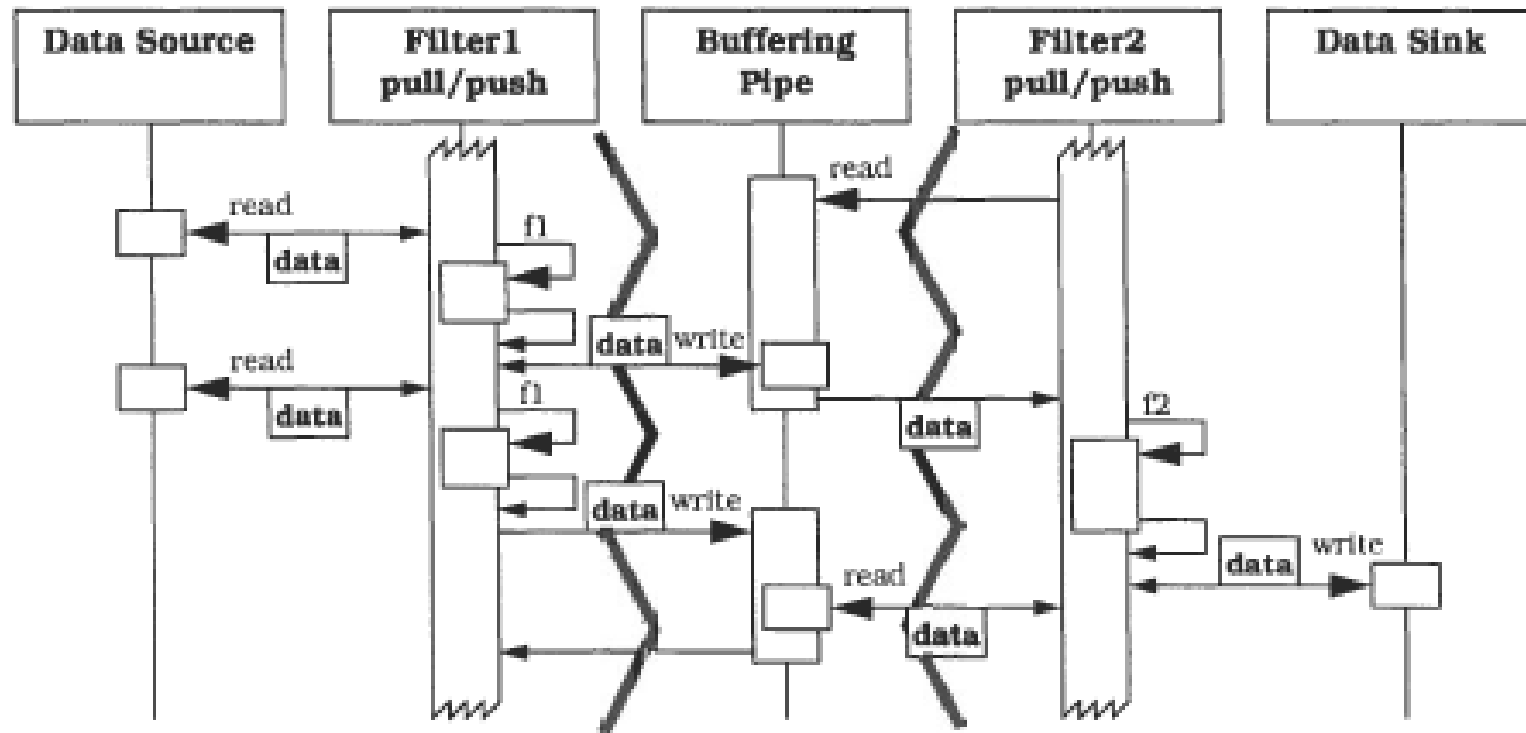 Data Source
Filter1
pull/push
Buffering
Pipe
Filter2
pull/push
Data Sink
read
read
data
f1
data
write
read
data
f1
data
f2
data
write
read
data
data
write